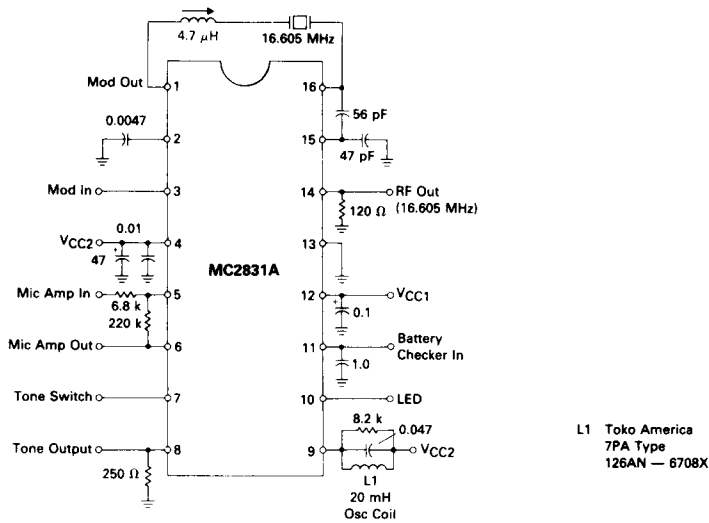 4.7 μH
16.605 MHz
Mod Out
1
16
56 pF
0.0047
2
15
47 pF
Mod In
3
14
RF Out
(16.605 MHz)
120 Ω
VCC2
0.01
+
47
4
13
MC2831A
Mic Amp In
6.8 k
220 k
5
12
VCC1
+
0.1
Mic Amp Out
6
11
Battery
Checker In
1.0
Tone Switch
7
10
LED
8.2 k
0.047
Tone Output
8
9
VCC2
250 Ω
L1
20 mH
Osc Coil
L1 Toko America
7PA Type
126AN — 6708X